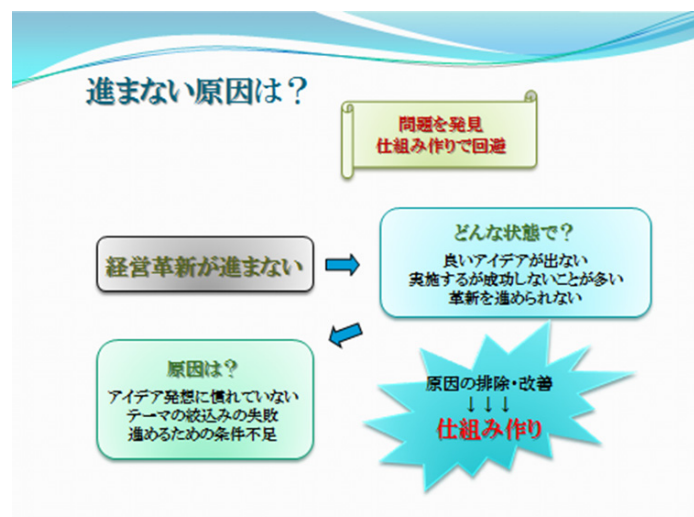 進まない原因は？
問題を発見
仕組み作りで回避
経営革新が進まない
どんな状態で？
良いアイデアが出ない
実施するが成功しないことが多い
革新を進められない
原因は？
アイデア発想に慣れていない
テーマの絞込みの失敗
進めるための条件不足
原因の排除・改善
↓↓↓
仕組み作り